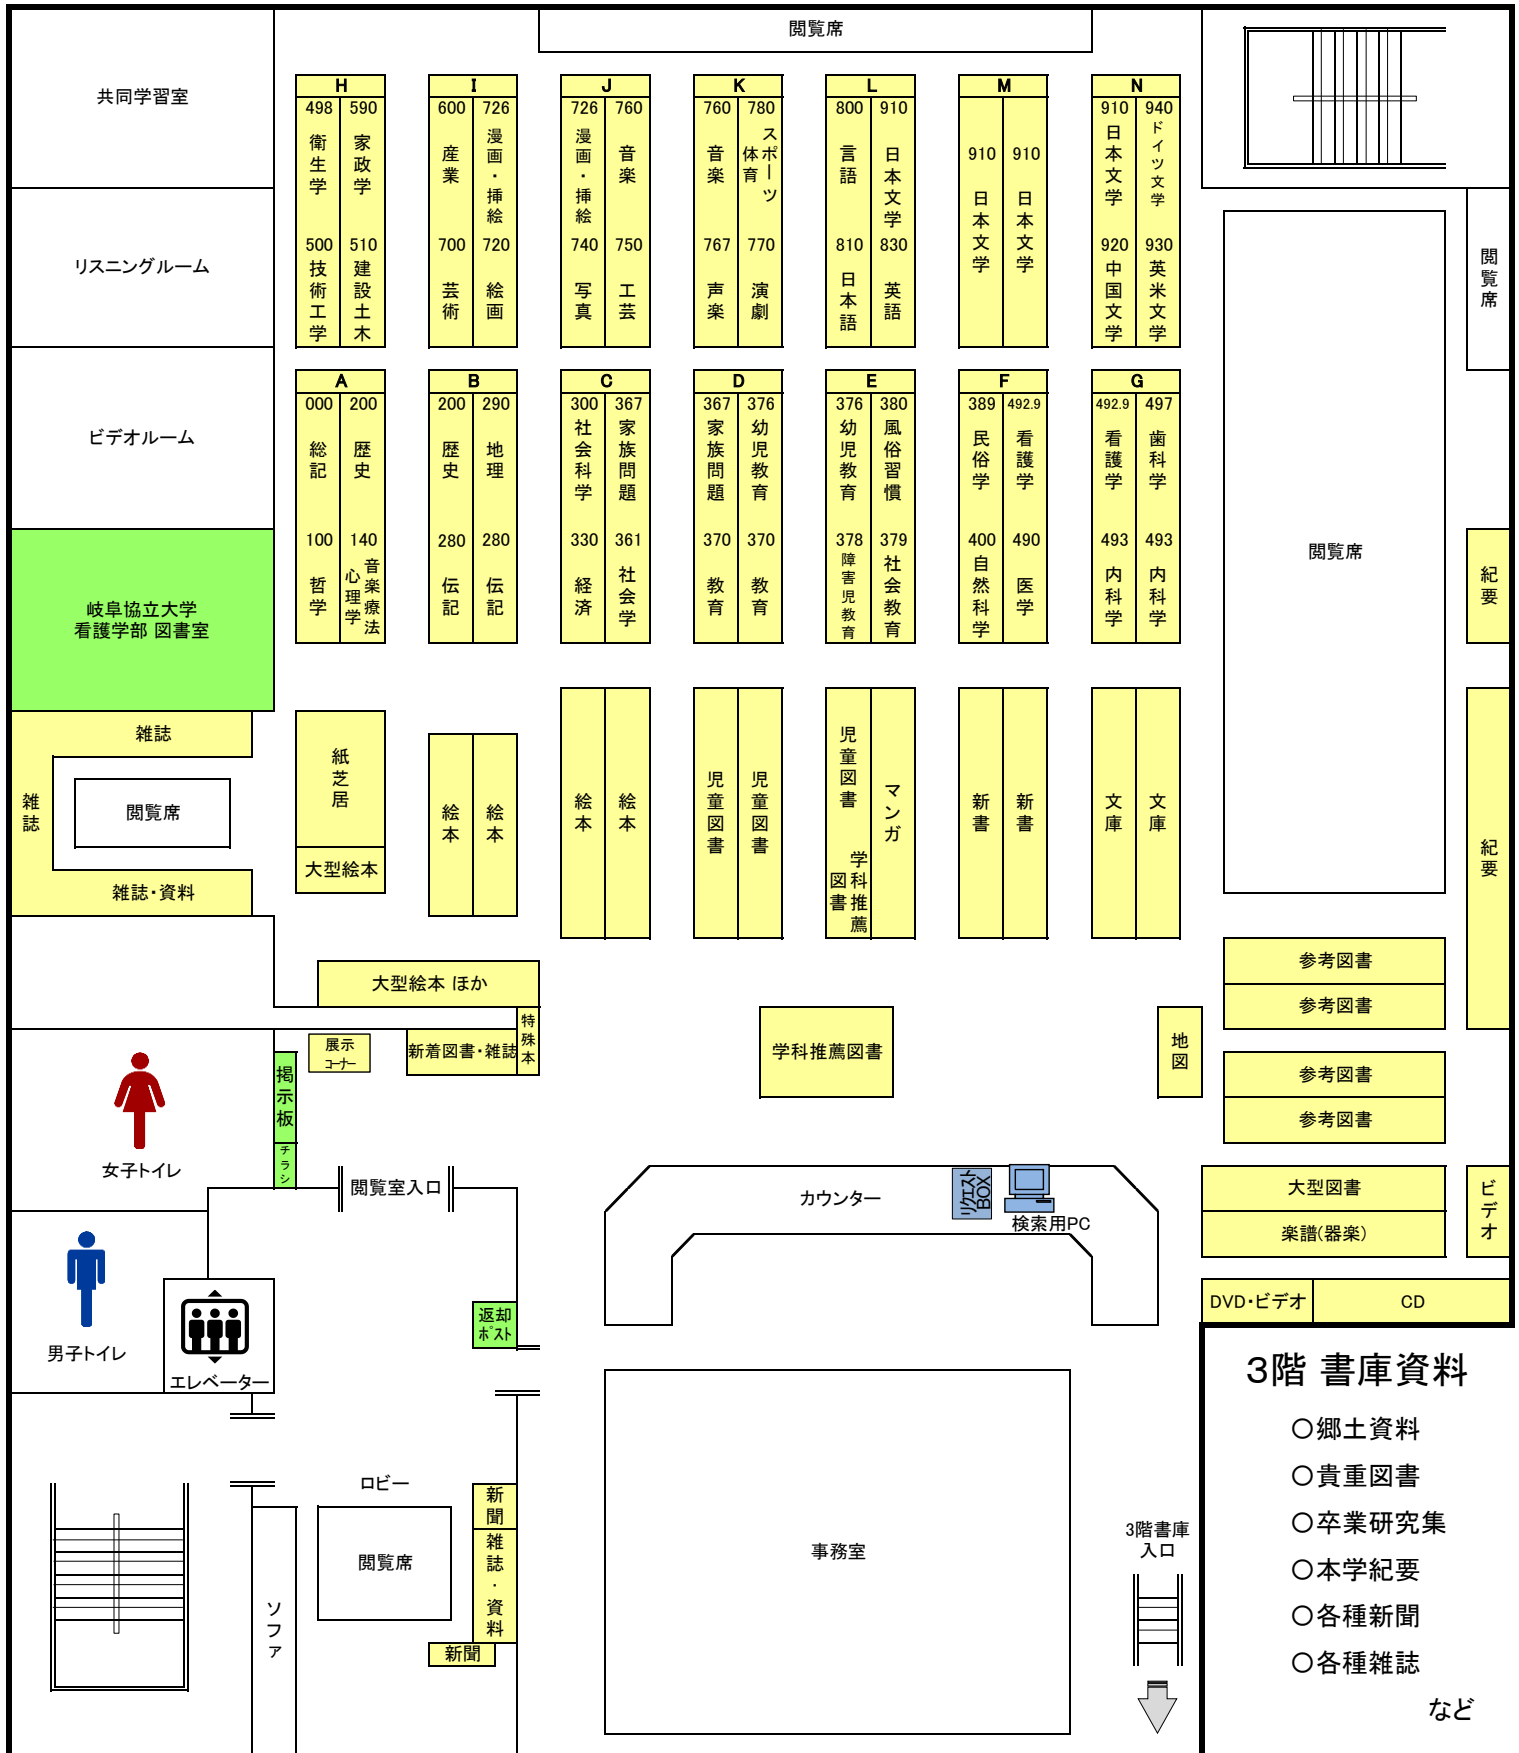 閲覧席
共同学習室
リスニングルーム
ビデオルーム
岐阜協立大学
看護学部 図書室
H
498 590
衛生学
家政学
500 510
技術工学
建設土木
I
600 726
産業
漫画・挿絵
700 720
芸術
絵画
J
726 760
漫画・挿絵
音楽
740 750
写真
工芸
K
760 780
音楽
スポーツ
体育
767 770
声楽
演劇
L
800 910
言語
日本文学
810 830
日本語
英語
M
910 910
日本文学
日本文学
N
910 940
日本文学
ドイツ文学
920 930
中国文学
英米文学
閲覧席
閲覧席
A
000 200
総記
歴史
100 140
哲学
音楽療法
心理学
B
200 290
歴史
地理
280 280
伝記
伝記
C
300 367
社会科学
家族問題
330 361
経済
社会学
D
367 376
家族問題
幼児教育
370 370
教育
教育
E
376 380
幼児教育
風俗習慣
378 379
障害児教育
社会教育
F
389 492.9
民俗学
看護学
400 490
自然科学
医学
G
492.9 497
看護学
歯科学
493 493
内科学
内科学
紀要
紀要
雑誌
雑誌
閲覧席
雑誌・資料
紙芝居
大型絵本
絵本
絵本
絵本
絵本
児童図書
児童図書
児童図書
学科推薦
図書
マンガ
新書
新書
文庫
文庫
参考図書
参考図書
参考図書
参考図書
大型絵本 ほか
特殊本
新着図書・雑誌
展示
コーナー
掲示板
チラシ
学科推薦図書
地図
女子トイレ
男子トイレ
エレベーター
閲覧室入口
カウンター
リクエスト
BOX
検索用PC
大型図書
楽譜(器楽)
ビデオ
DVD・ビデオ
CD
返却
ポスト
ロビー
閲覧席
ソファ
新聞
雑誌・資料
新聞
事務室
3階書庫
入口
3階 書庫資料
○郷土資料
○貴重図書
○卒業研究集
○本学紀要
○各種新聞
○各種雑誌
など